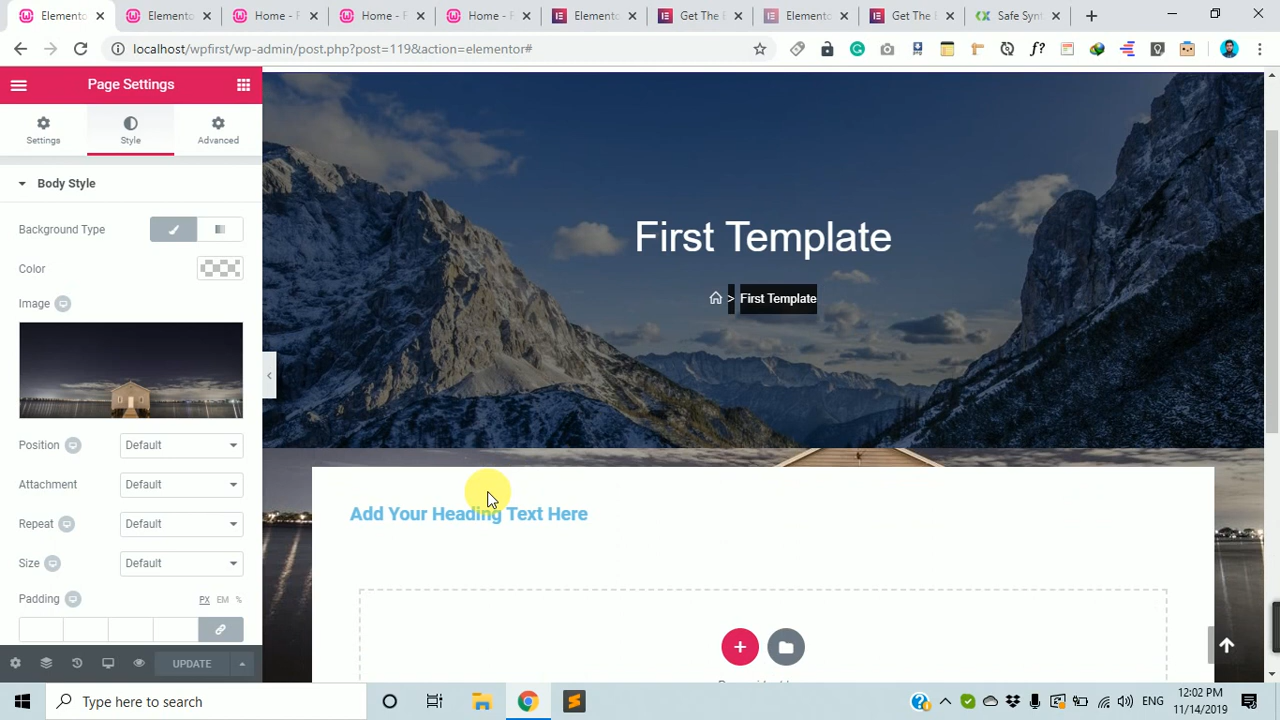 Elemento
Elemento
Home - F
Home - F
Home - F
Elemento
Get The E
Elemento
Get The E
Safe Synt
localhost/wpfirst/wp-admin/post.php?post=119&action=elementor#
Page Settings
Settings
Style
Advanced
Body Style
Background Type
Color
Image
Position
Default
Attachment
Default
Repeat
Default
Size
Default
Padding
PX EM %
UPDATE
First Template
> First Template
Add Your Heading Text Here
Type here to search
ENG
12:02 PM
11/14/2019